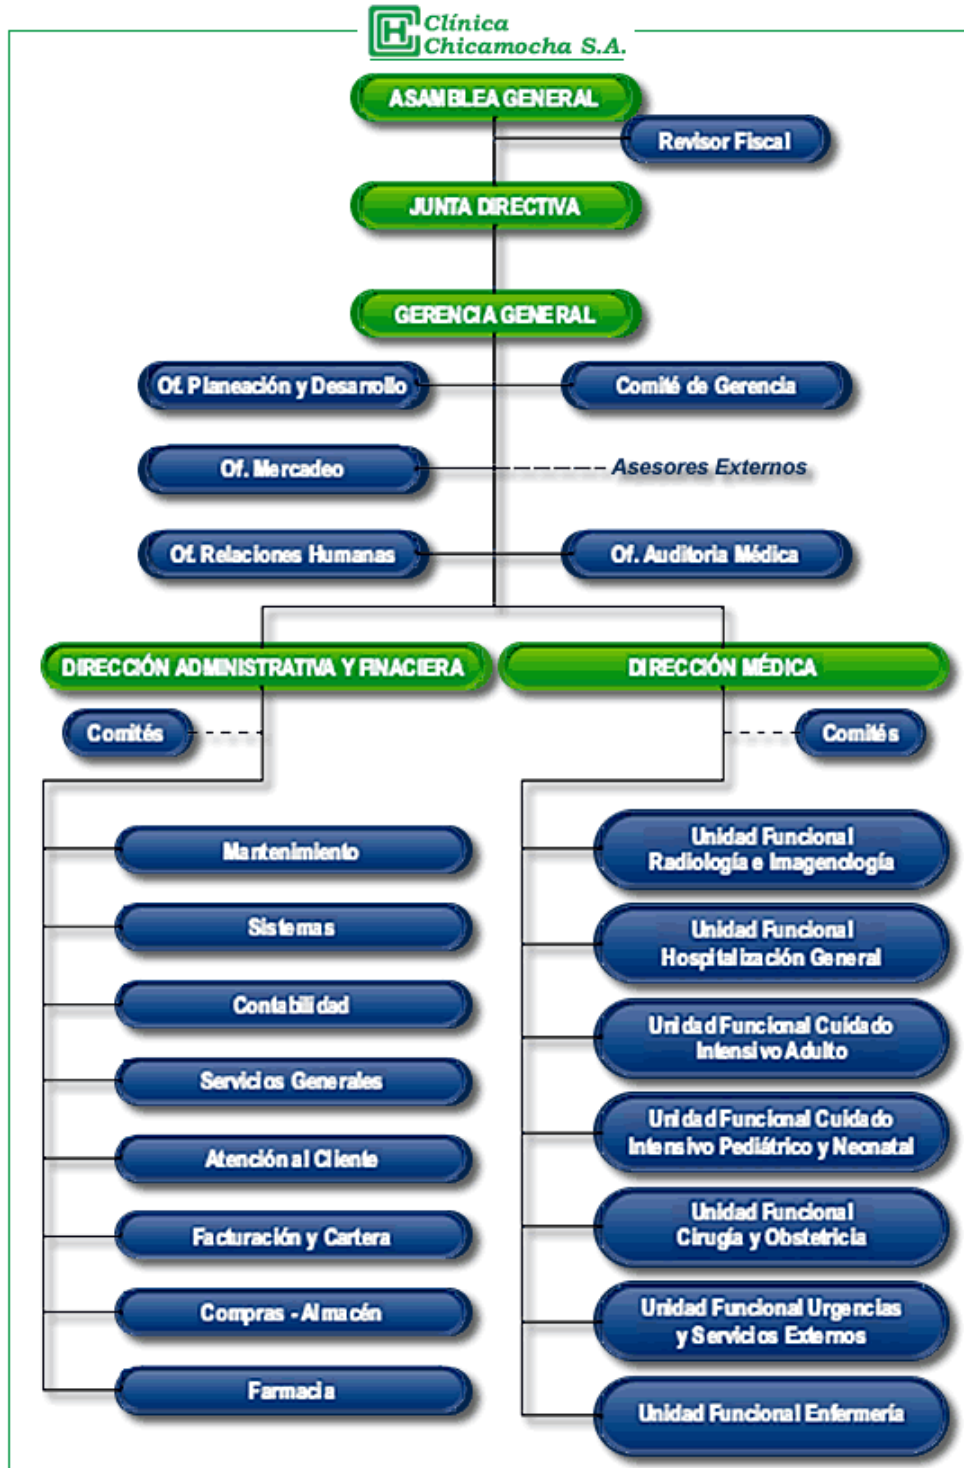 Clínica
Chicamocha S.A.
ASAMBLEA GENERAL
Revisor Fiscal
JUNTA DIRECTIVA
GERENCIA GENERAL
Of. Planeación y Desarrollo
Comité de Gerencia
Of. Mercadeo
Asesores Externos
Of. Relaciones Humanas
Of. Auditoria Médica
DIRECCIÓN ADMINISTRATIVA Y FINACIERA
DIRECCIÓN MÉDICA
Comités
Comités
Mantenimiento
Sistemas
Contabilidad
Servicios Generales
Atención al Cliente
Facturación y Cartera
Compras - Almacén
Farmacia
Unidad Funcional
Radiología e Imagenología
Unidad Funcional
Hospitalización General
Unidad Funcional Cuidado
Intensivo Adulto
Unidad Funcional Cuidado
Intensivo Pediátrico y Neonatal
Unidad Funcional
Cirugía y Obstetricia
Unidad Funcional Urgencias
y Servicios Externos
Unidad Funcional Enfermería